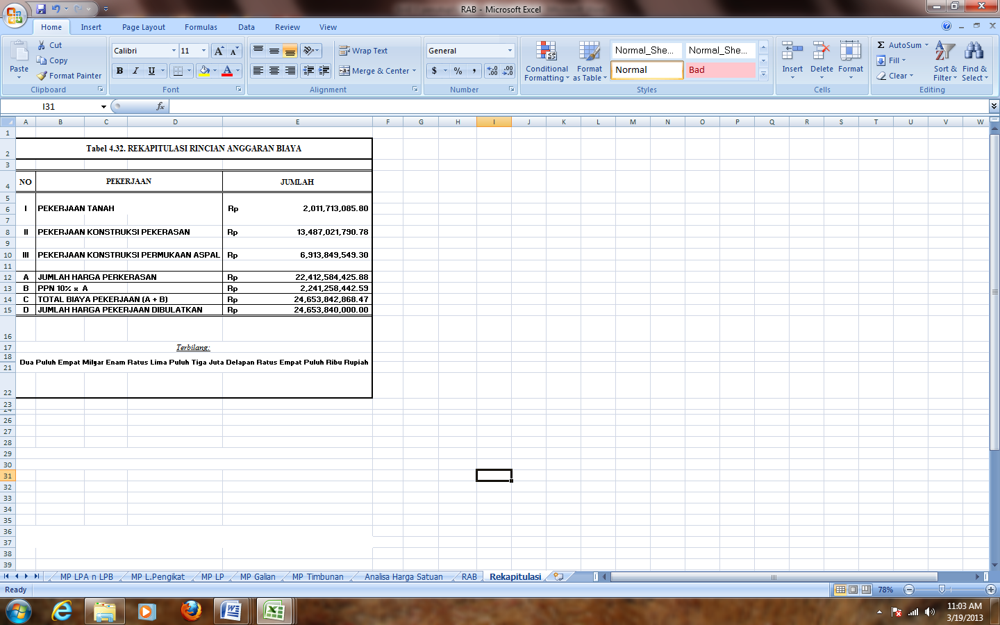 RAB - Microsoft Excel
Home Insert Page Layout Formulas Data Review View
Paste Cut Copy Format Painter Clipboard
Calibri 11 B I U Font
Wrap Text Merge & Center Alignment
General $ % , Number
Conditional Formatting Format as Table Normal_She... Normal_She... Normal Bad Styles
Insert Delete Format Cells
Σ AutoSum Fill Clear Sort & Filter Find & Select Editing
I31 fx
A B C D E F G H I J K L M N O P Q R S T U V W
1
2 Tabel 4.32. REKAPITULASI RINCIAN ANGGARAN BIAYA
3
4 NO PEKERJAAN JUMLAH
5
6 I PEKERJAAN TANAH Rp 2,011,713,085.80
7
8 II PEKERJAAN KONSTRUKSI PEKERASAN Rp 13,487,021,790.78
9
10 III PEKERJAAN KONSTRUKSI PERMUKAAN ASPAL Rp 6,913,849,549.30
11
12 A JUMLAH HARGA PERKERASAN Rp 22,412,584,425.88
13 B PPN 10% x A Rp 2,241,258,442.59
14 C TOTAL BIAYA PEKERJAAN (A + B) Rp 24,653,842,868.47
15 D JUMLAH HARGA PEKERJAAN DIBULATKAN Rp 24,653,840,000.00
16
17 Terbilang:
18
Dua Puluh Empat Milyar Enam Ratus Lima Puluh Tiga Juta Delapan Ratus Empat Puluh Ribu Rupiah
21
22
23
24
26
27
28
29
30
31
32
33
34
35
36
37
38
39
MP LPA n LPB MP L.Pengikat MP LP MP Galian MP Timbunan Analisa Harga Satuan RAB Rekapitulasi
Ready 78%
11:03 AM
3/19/2013